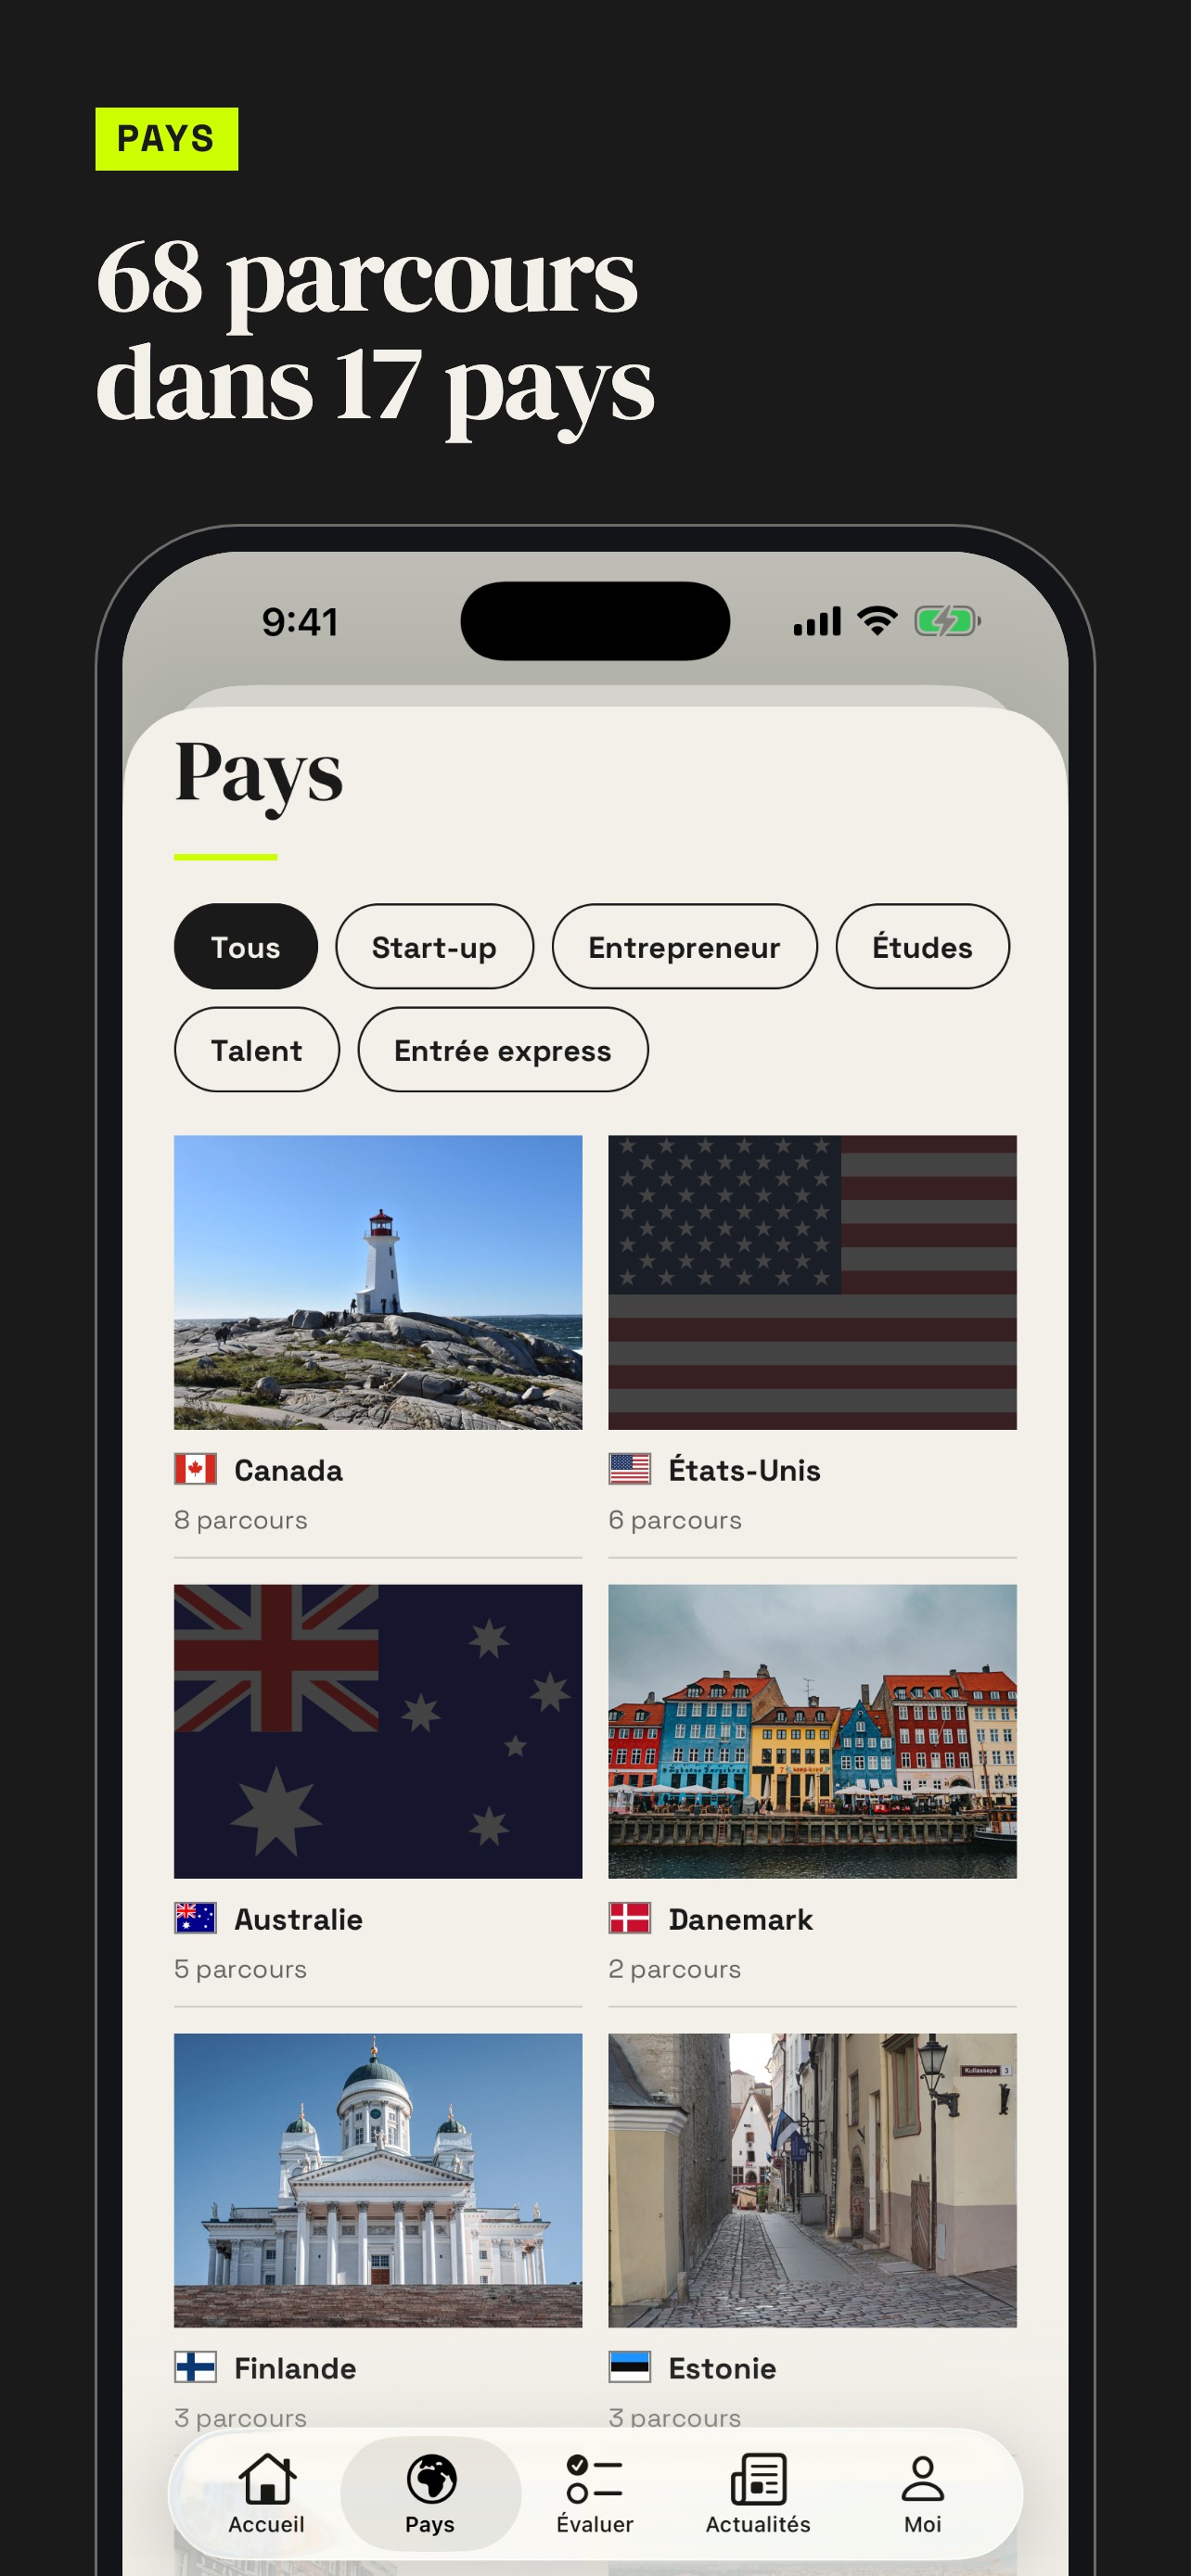 PAYS
68 parcours
dans 17 pays
9:41
Pays
Tous Start-up Entrepreneur Études
Talent Entrée express
Canada États-Unis
8 parcours 6 parcours
Australie Danemark
5 parcours 2 parcours
Kullassepa 3
Finlande Estonie
3 parcours 3 parcours
Accueil Pays Évaluer Actualités Moi